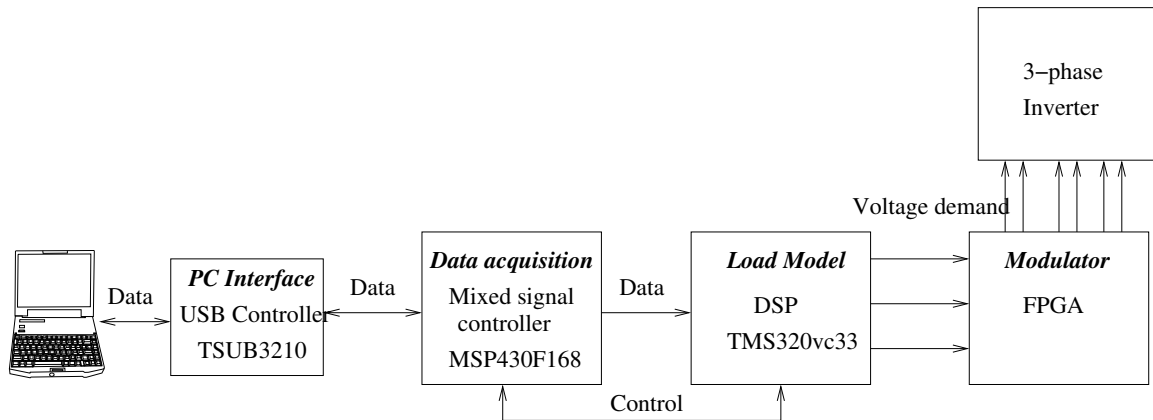 3−phase
Inverter
Voltage demand
Data
PC Interface
USB Controller
TSUB3210
Data
Data acquisition
Mixed signal
controller
MSP430F168
Data
Load Model
DSP
TMS320vc33
Modulator
FPGA
Control